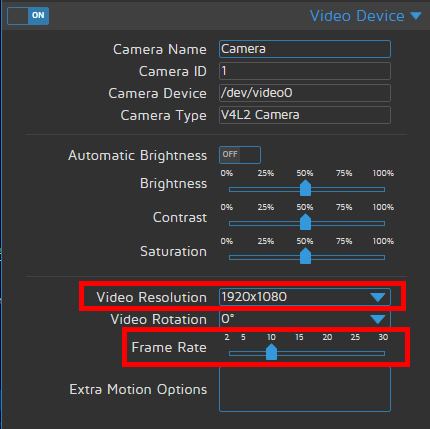 ON Video Device
Camera Name Camera
Camera ID 1
Camera Device /dev/video0
Camera Type V4L2 Camera
Automatic Brightness OFF
0% 25% 50% 75% 100%
Brightness
0% 25% 50% 75% 100%
Contrast
0% 25% 50% 75% 100%
Saturation
Video Resolution 1920x1080
Video Rotation 0°
2 5 10 15 20 25 30
Frame Rate
Extra Motion Options